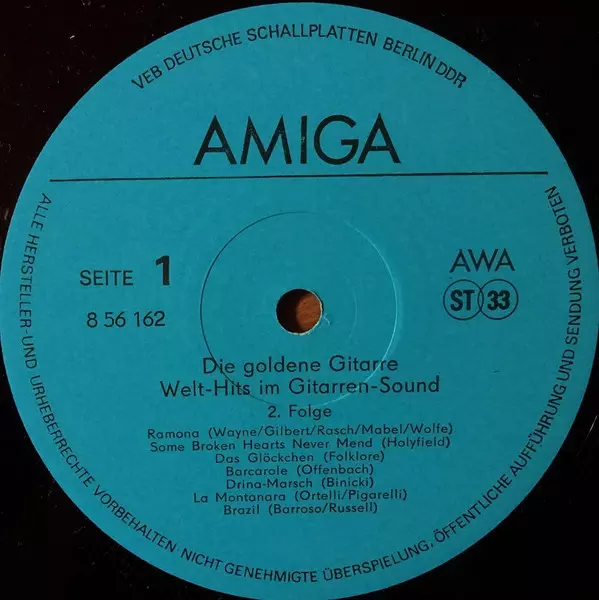 VEB DEUTSCHE SCHALLPLATTEN BERLIN DDR
AMIGA
SEITE 1
8 56 162
AWA
ST 33
Die goldene Gitarre
Welt-Hits im Gitarren-Sound
2. Folge
Ramona (Wayne/Gilbert/Rasch/Mabel/Wolfe)
Some Broken Hearts Never Mend (Holyfield)
Das Glöckchen (Folklore)
Barcarole (Offenbach)
Drina-Marsch (Binicki)
La Montanara (Ortelli/Pigarelli)
Brazil (Barroso/Russell)
ALLE HERSTELLER- UND URHEBERRECHTE VORBEHALTEN NICHT GENEHMIGTE ÜBERSPIELUNG, ÖFFENTLICHE AUFFÜHRUNG UND SENDUNG VERBOTEN